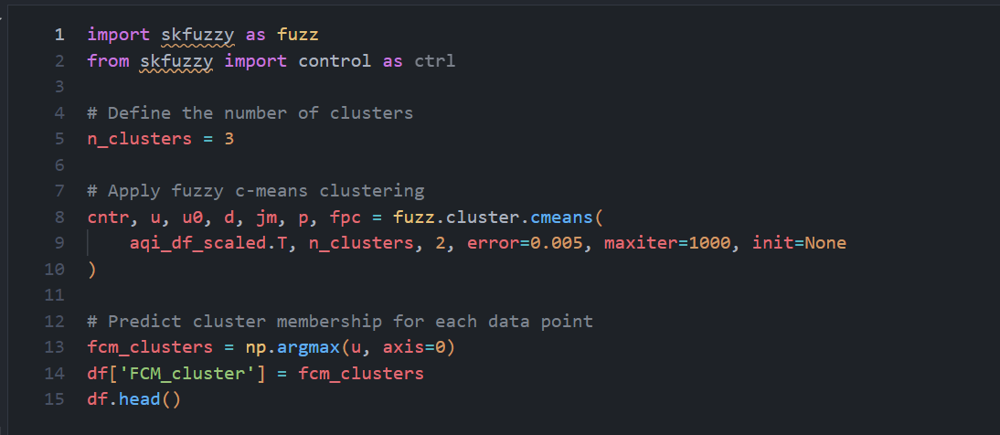 1 import skfuzzy as fuzz
2 from skfuzzy import control as ctrl
3
4 # Define the number of clusters
5 n_clusters = 3
6
7 # Apply fuzzy c-means clustering
8 cntr, u, u0, d, jm, p, fpc = fuzz.cluster.cmeans(
9     aqi_df_scaled.T, n_clusters, 2, error=0.005, maxiter=1000, init=None
10 )
11
12 # Predict cluster membership for each data point
13 fcm_clusters = np.argmax(u, axis=0)
14 df['FCM_cluster'] = fcm_clusters
15 df.head()